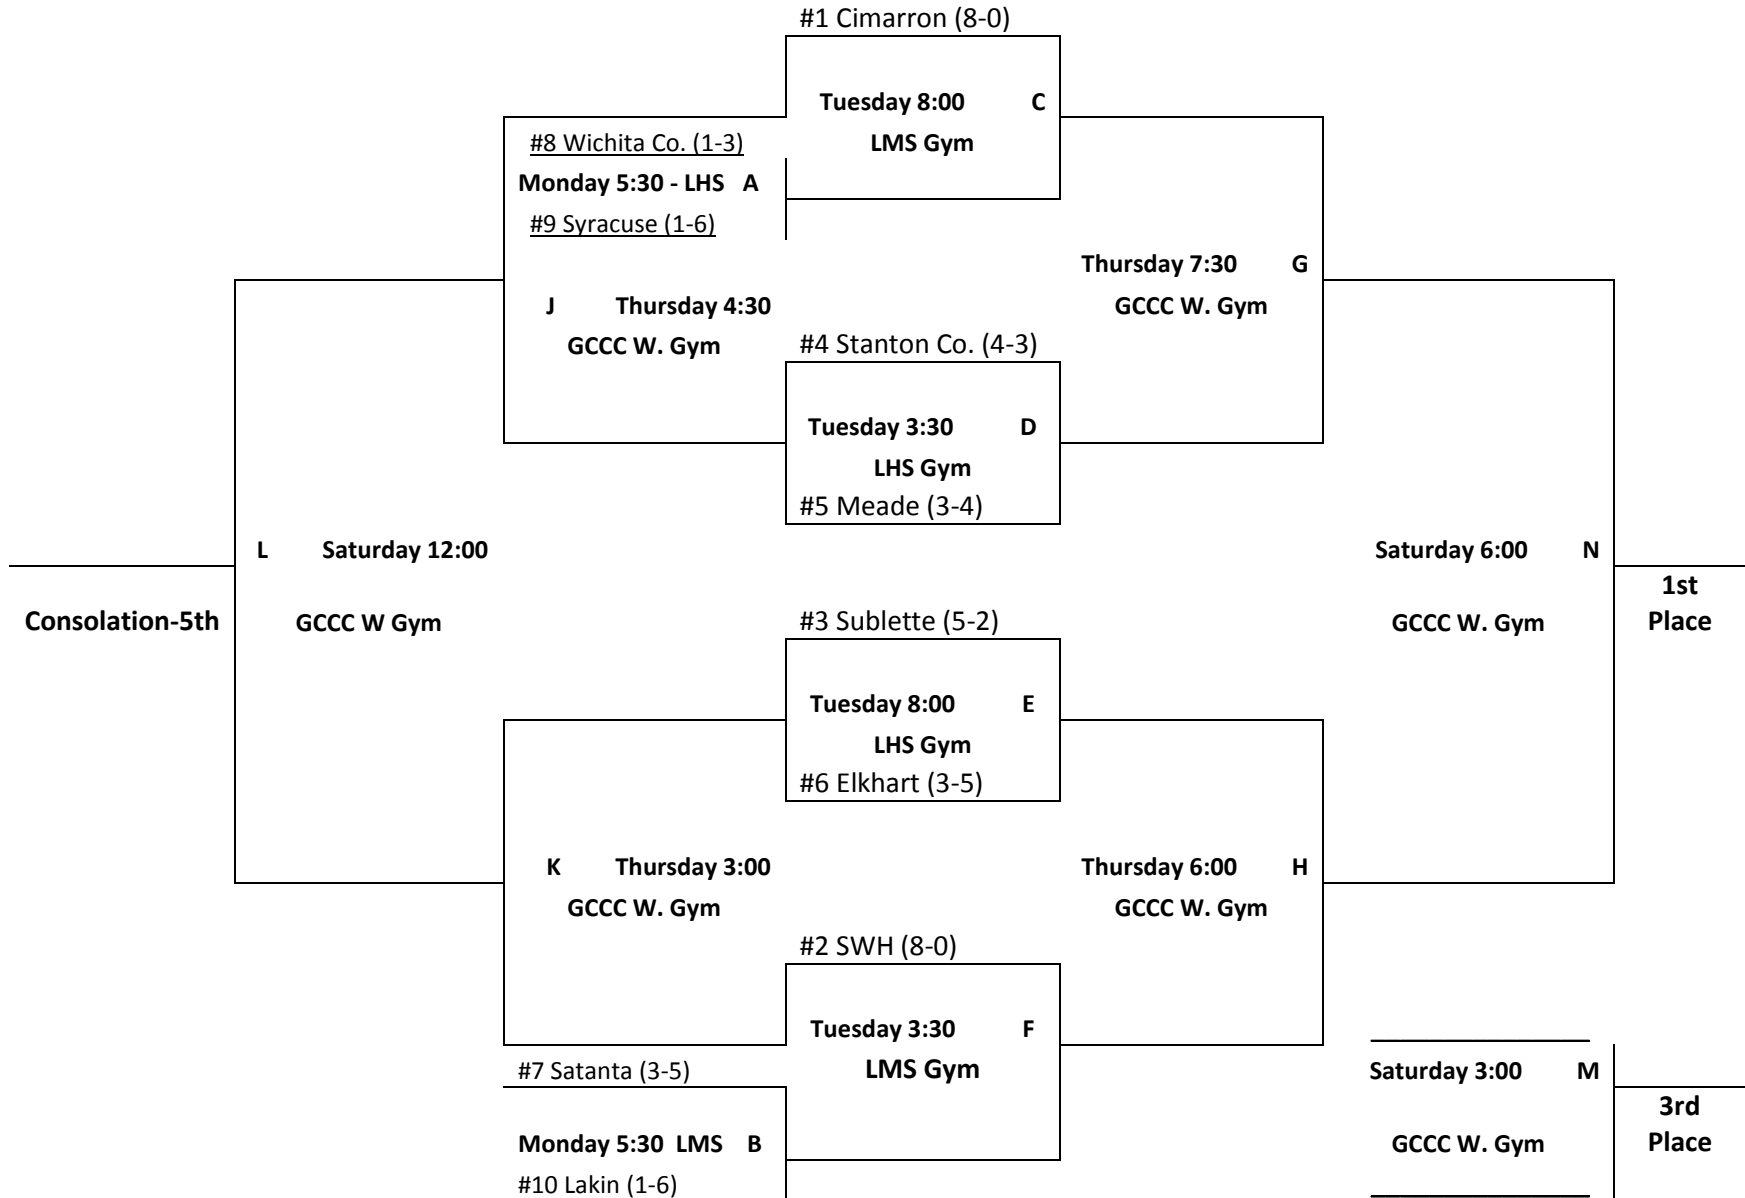 #1 Cimarron (8-0)
Tuesday 8:00 C
LMS Gym
#8 Wichita Co. (1-3)
Monday 5:30 - LHS A
#9 Syracuse (1-6)
Thursday 7:30 G
GCCC W. Gym
J Thursday 4:30
GCCC W. Gym
#4 Stanton Co. (4-3)
Tuesday 3:30 D
LHS Gym
#5 Meade (3-4)
L Saturday 12:00
GCCC W Gym
Consolation-5th
Saturday 6:00 N
GCCC W. Gym
1st
Place
#3 Sublette (5-2)
Tuesday 8:00 E
LHS Gym
#6 Elkhart (3-5)
K Thursday 3:00
GCCC W. Gym
Thursday 6:00 H
GCCC W. Gym
#2 SWH (8-0)
Tuesday 3:30 F
LMS Gym
#7 Satanta (3-5)
Monday 5:30 LMS B
#10 Lakin (1-6)
Saturday 3:00 M
GCCC W. Gym
3rd
Place